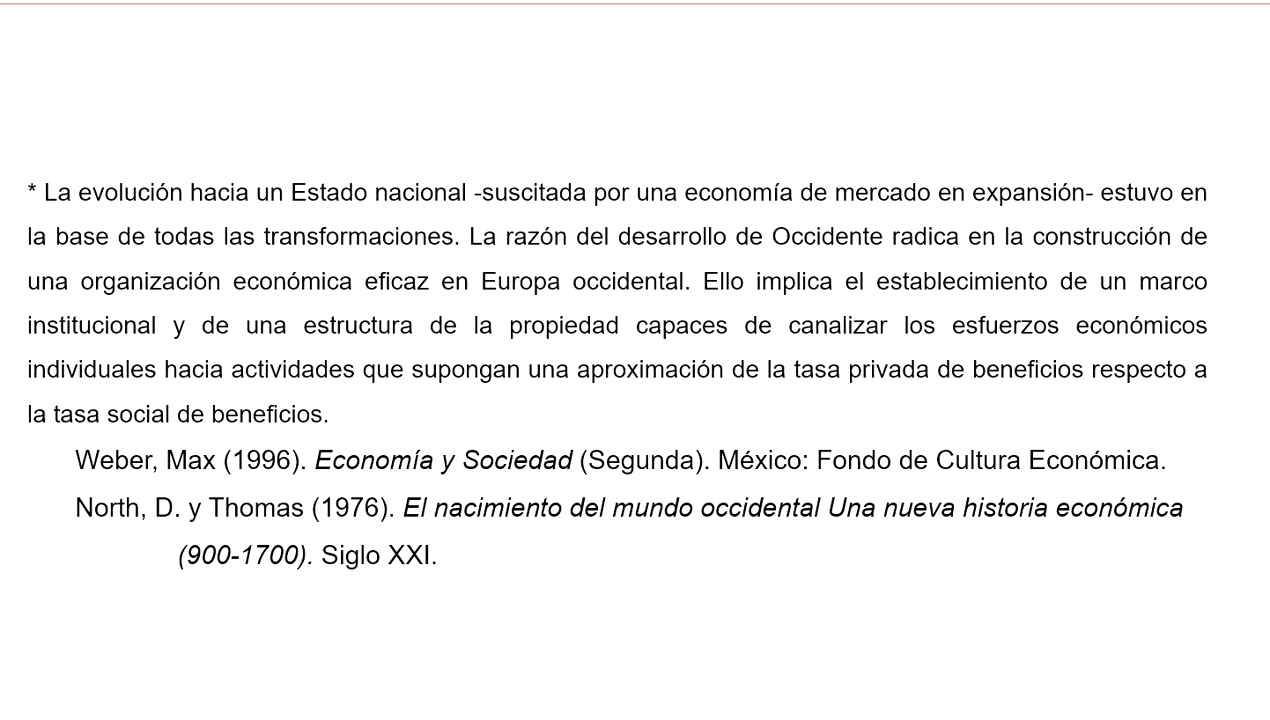 * La evolución hacia un Estado nacional -suscitada por una economía de mercado en expansión- estuvo en
la base de todas las transformaciones. La razón del desarrollo de Occidente radica en la construcción de
una organización económica eficaz en Europa occidental. Ello implica el establecimiento de un marco
institucional y de una estructura de la propiedad capaces de canalizar los esfuerzos económicos
individuales hacia actividades que supongan una aproximación de la tasa privada de beneficios respecto a
la tasa social de beneficios.
Weber, Max (1996). Economía y Sociedad (Segunda). México: Fondo de Cultura Económica.
North, D. y Thomas (1976). El nacimiento del mundo occidental Una nueva historia económica
(900-1700). Siglo XXI.